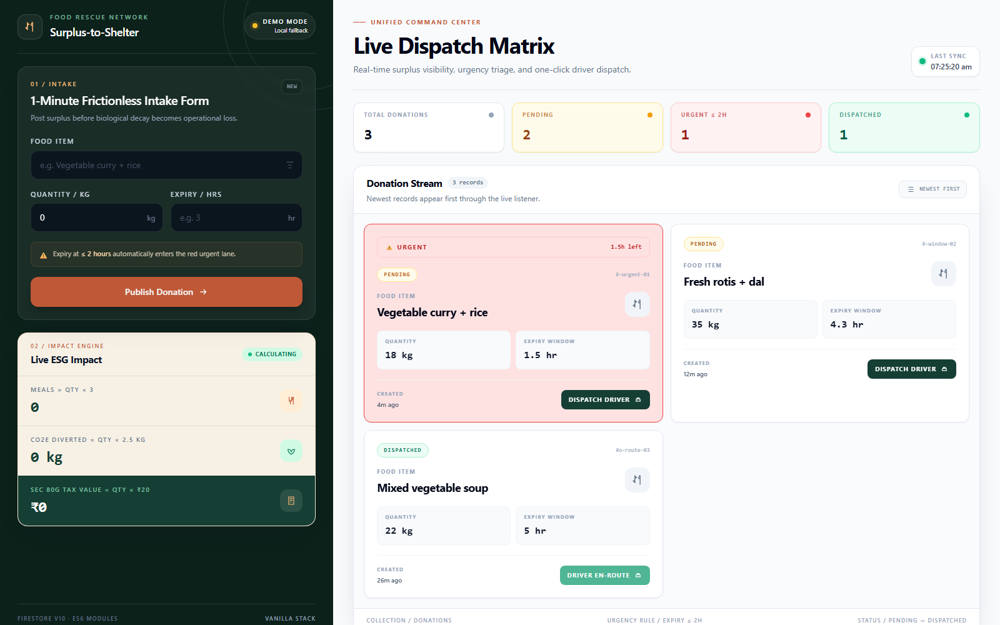 FOOD RESCUE NETWORK
Surplus-to-Shelter
DEMO MODE
Local fallback
01 / INTAKE
NEW
1-Minute Frictionless Intake Form
Post surplus before biological decay becomes operational loss.
FOOD ITEM
e.g. Vegetable curry + rice
QUANTITY / KG
EXPIRY / HRS
0 kg
e.g. 3 hr
Expiry at ≤ 2 hours automatically enters the red urgent lane.
Publish Donation →
02 / IMPACT ENGINE
Live ESG Impact
CALCULATING
MEALS = QTY × 3
0
CO2E DIVERTED = QTY × 2.5 KG
0 kg
SEC 80G TAX VALUE = QTY × ₹20
₹0
FIRESTORE V10 · ES6 MODULES
VANILLA STACK
UNIFIED COMMAND CENTER
Live Dispatch Matrix
Real-time surplus visibility, urgency triage, and one-click driver dispatch.
LAST SYNC
07:25:20 am
TOTAL DONATIONS
3
PENDING
2
URGENT ≤ 2H
1
DISPATCHED
1
Donation Stream
3 records
Newest records appear first through the live listener.
NEWEST FIRST
URGENT
1.5h left
PENDING
#-urgent-01
FOOD ITEM
Vegetable curry + rice
QUANTITY
18 kg
EXPIRY WINDOW
1.5 hr
CREATED
4m ago
DISPATCH DRIVER
PENDING
#-window-02
FOOD ITEM
Fresh rotis + dal
QUANTITY
35 kg
EXPIRY WINDOW
4.3 hr
CREATED
12m ago
DISPATCH DRIVER
DISPATCHED
#o-route-03
FOOD ITEM
Mixed vegetable soup
QUANTITY
22 kg
EXPIRY WINDOW
5 hr
CREATED
26m ago
DRIVER EN-ROUTE
COLLECTION / DONATIONS
URGENCY RULE / EXPIRY ≤ 2H
STATUS / PENDING → DISPATCHED